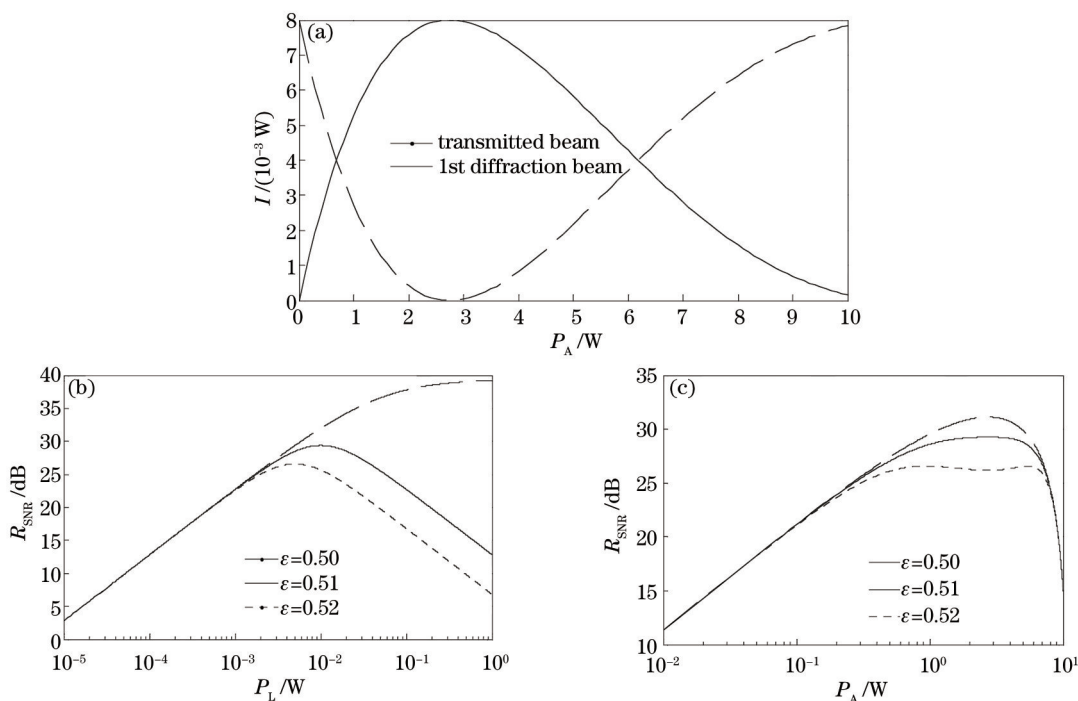 (a)
8
7
6
5
4
3
2
1
0
I/(10⁻³ W)
transmitted beam
1st diffraction beam
0 1 2 3 4 5 6 7 8 9 10
P_A/W
(b)
40
35
30
25
20
15
10
5
0
R_SNR/dB
ε=0.50
ε=0.51
ε=0.52
10⁻⁵ 10⁻⁴ 10⁻³ 10⁻² 10⁻¹ 10⁰
P_L/W
(c)
35
30
25
20
15
10
R_SNR/dB
ε=0.50
ε=0.51
ε=0.52
10⁻² 10⁻¹ 10⁰ 10¹
P_A/W